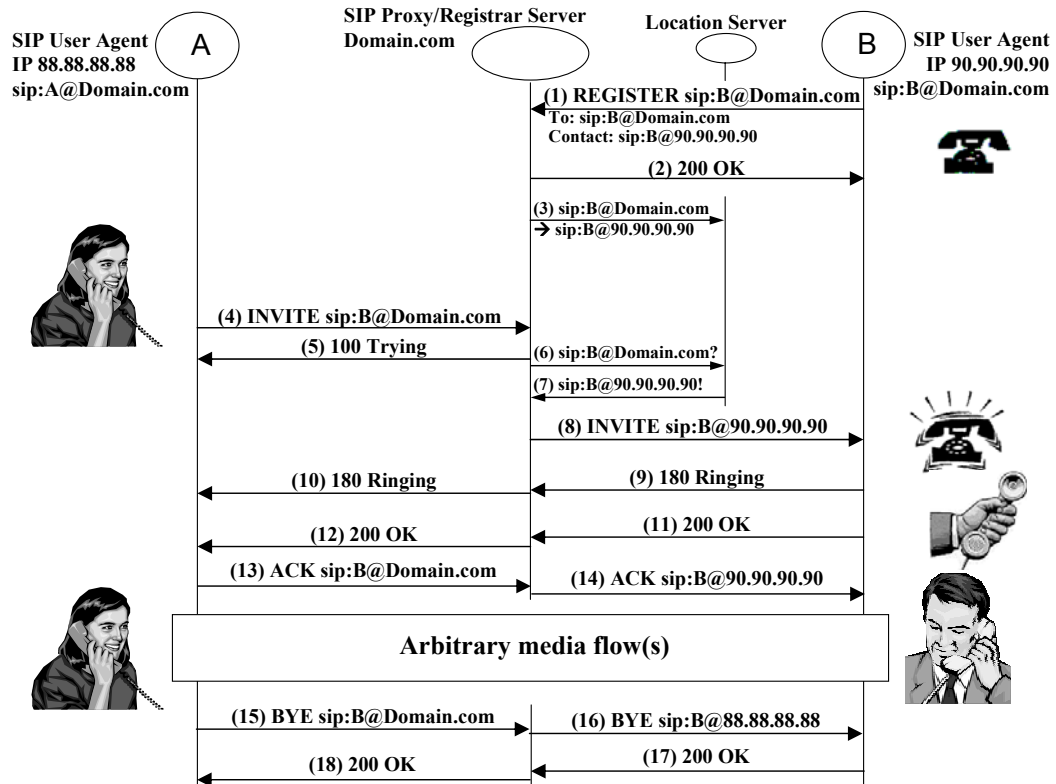 SIP User Agent
IP 88.88.88.88
sip:A@Domain.com
A
SIP Proxy/Registrar Server
Domain.com
Location Server
B
SIP User Agent
IP 90.90.90.90
sip:B@Domain.com
(1) REGISTER sip:B@Domain.com
To: sip:B@Domain.com
Contact: sip:B@90.90.90.90
(2) 200 OK
(3) sip:B@Domain.com
➔ sip:B@90.90.90.90
(4) INVITE sip:B@Domain.com
(5) 100 Trying
(6) sip:B@Domain.com?
(7) sip:B@90.90.90.90!
(8) INVITE sip:B@90.90.90.90
(9) 180 Ringing
(10) 180 Ringing
(11) 200 OK
(12) 200 OK
(13) ACK sip:B@Domain.com
(14) ACK sip:B@90.90.90.90
Arbitrary media flow(s)
(15) BYE sip:B@Domain.com
(16) BYE sip:B@88.88.88.88
(17) 200 OK
(18) 200 OK